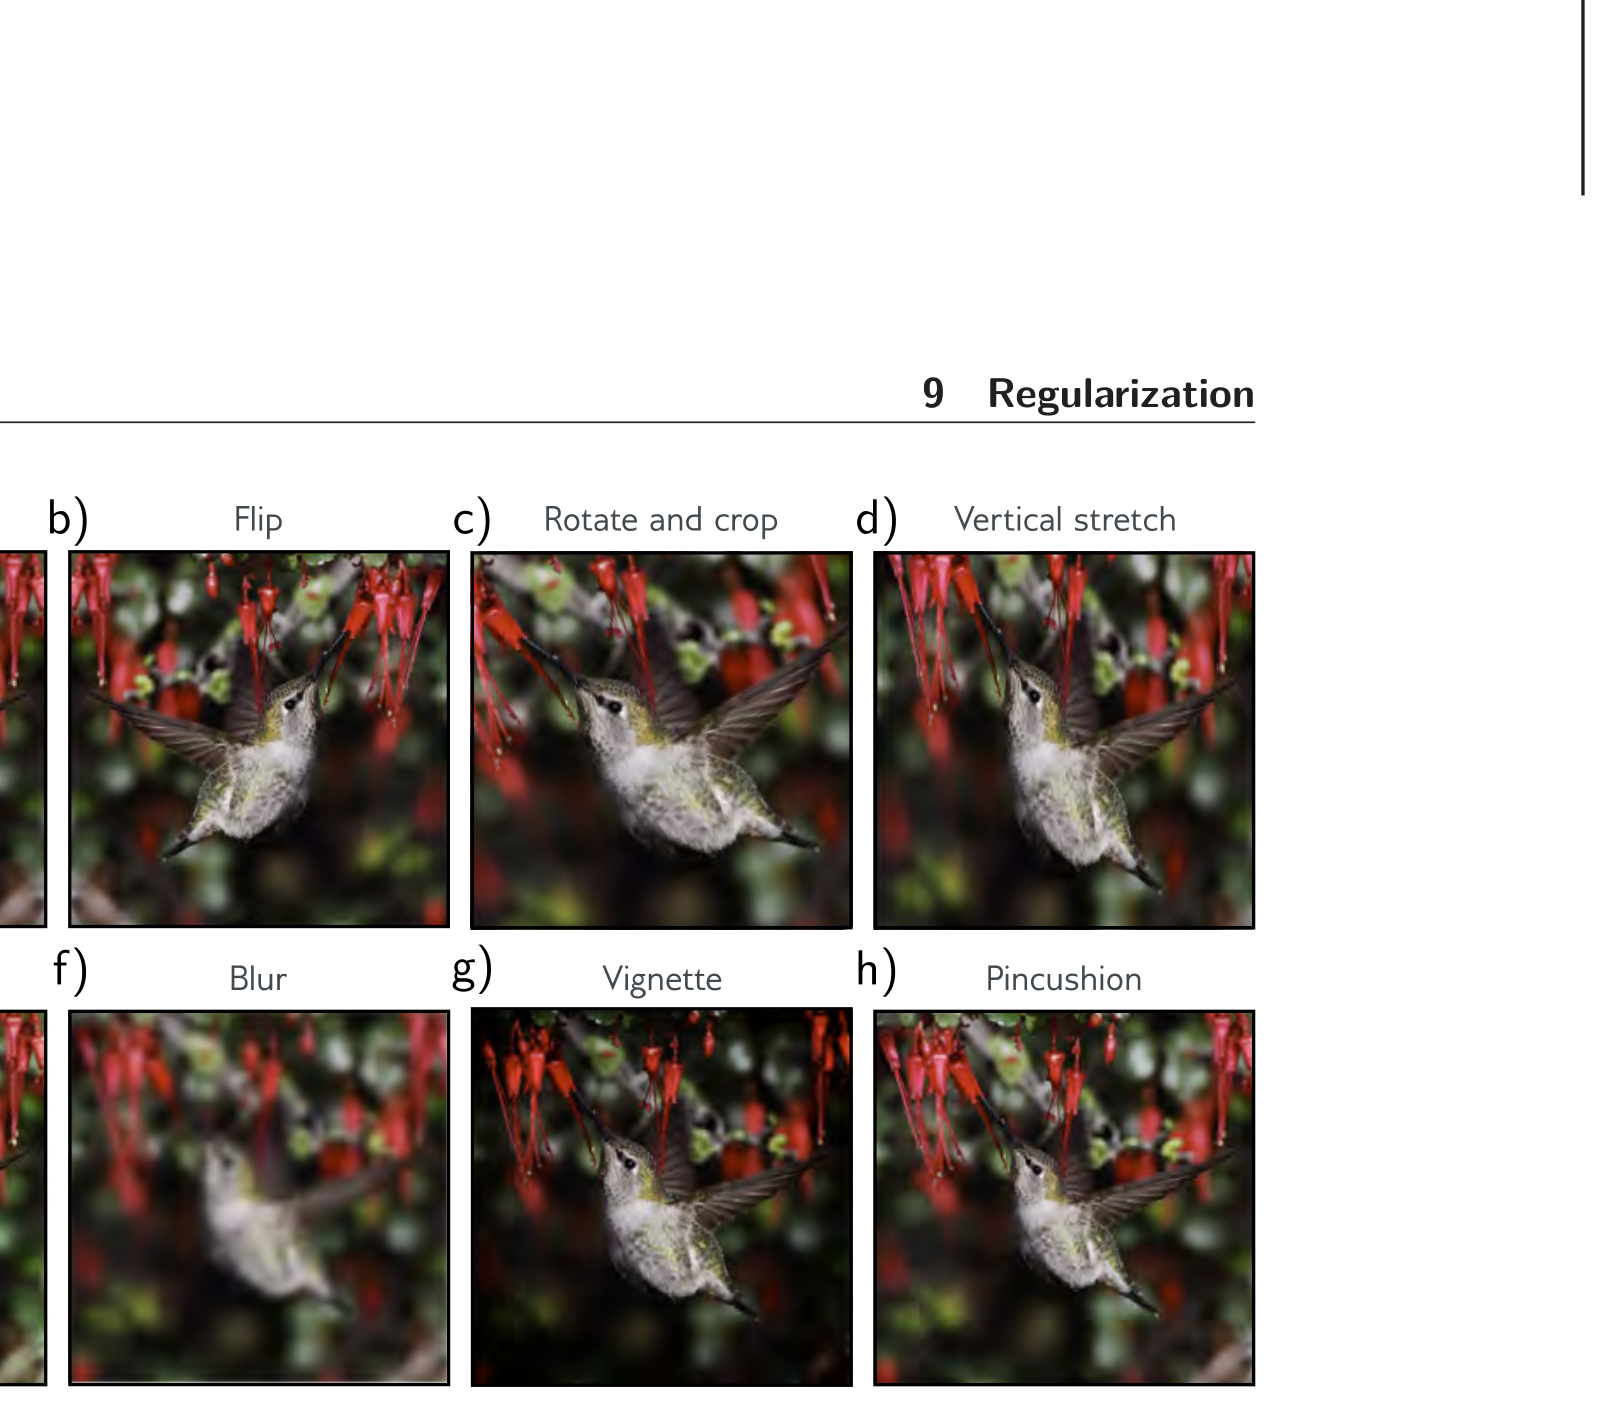 9 Regularization
b) Flip c) Rotate and crop d) Vertical stretch
f) Blur g) Vignette h) Pincushion